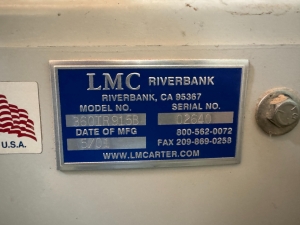 LMC RIVERBANK
RIVERBANK, CA 95367
MODEL NO. SERIAL NO.
DATE OF MFG 800-562-0072
FAX 209-869-0258
WWW.LMCARTER.COM
U.S.A.